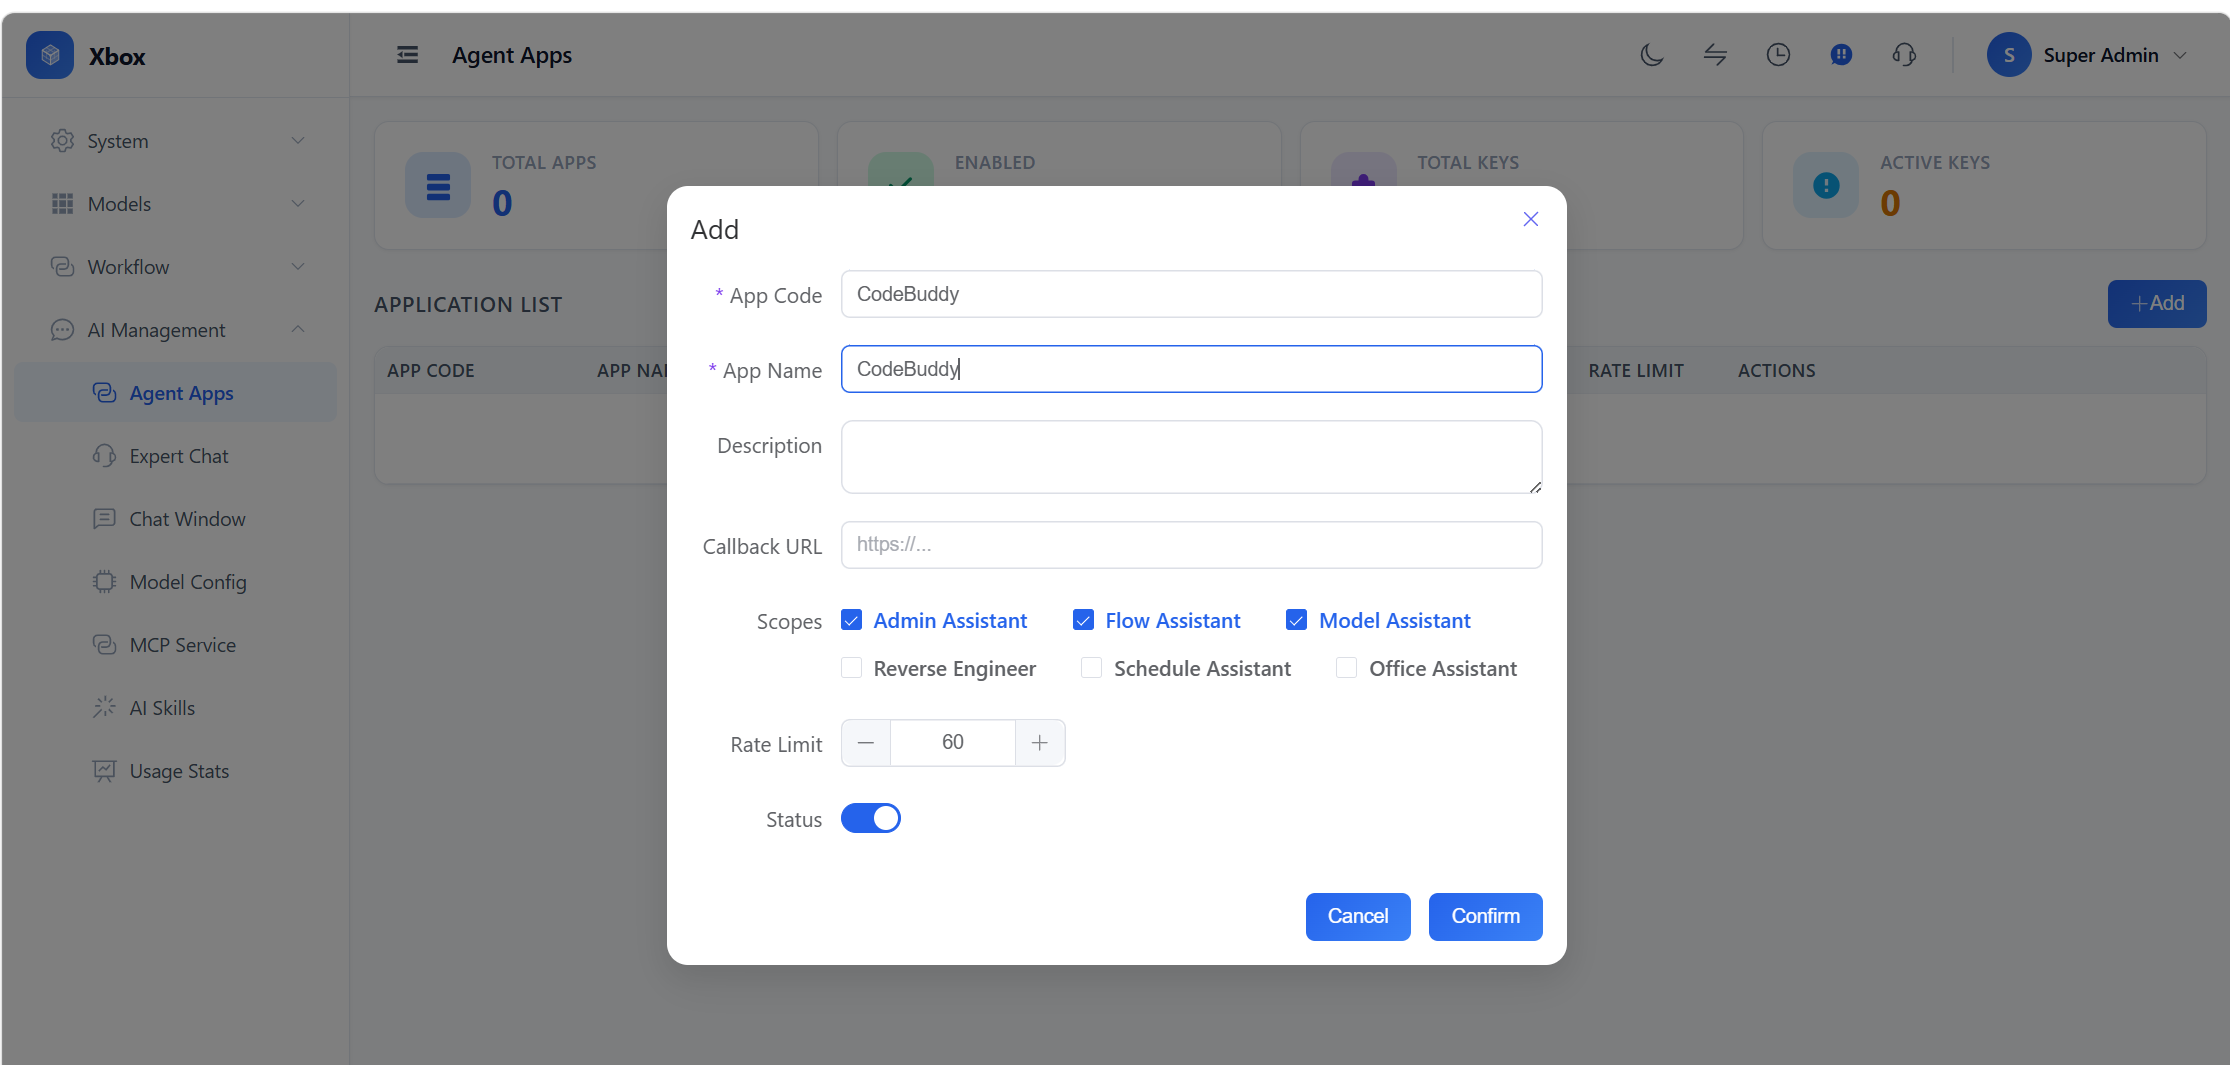 Xbox
Agent Apps
S
Super Admin
System
Models
Workflow
AI Management
Agent Apps
Expert Chat
Chat Window
Model Config
MCP Service
AI Skills
Usage Stats
TOTAL APPS
0
ENABLED
TOTAL KEYS
ACTIVE KEYS
0
APPLICATION LIST
+Add
APP CODE
RATE LIMIT
ACTIONS
Add
* App Code
CodeBuddy
* App Name
CodeBuddy
Description
Callback URL
https://...
Scopes
Admin Assistant
Flow Assistant
Model Assistant
Reverse Engineer
Schedule Assistant
Office Assistant
Rate Limit
60
Status
Cancel
Confirm